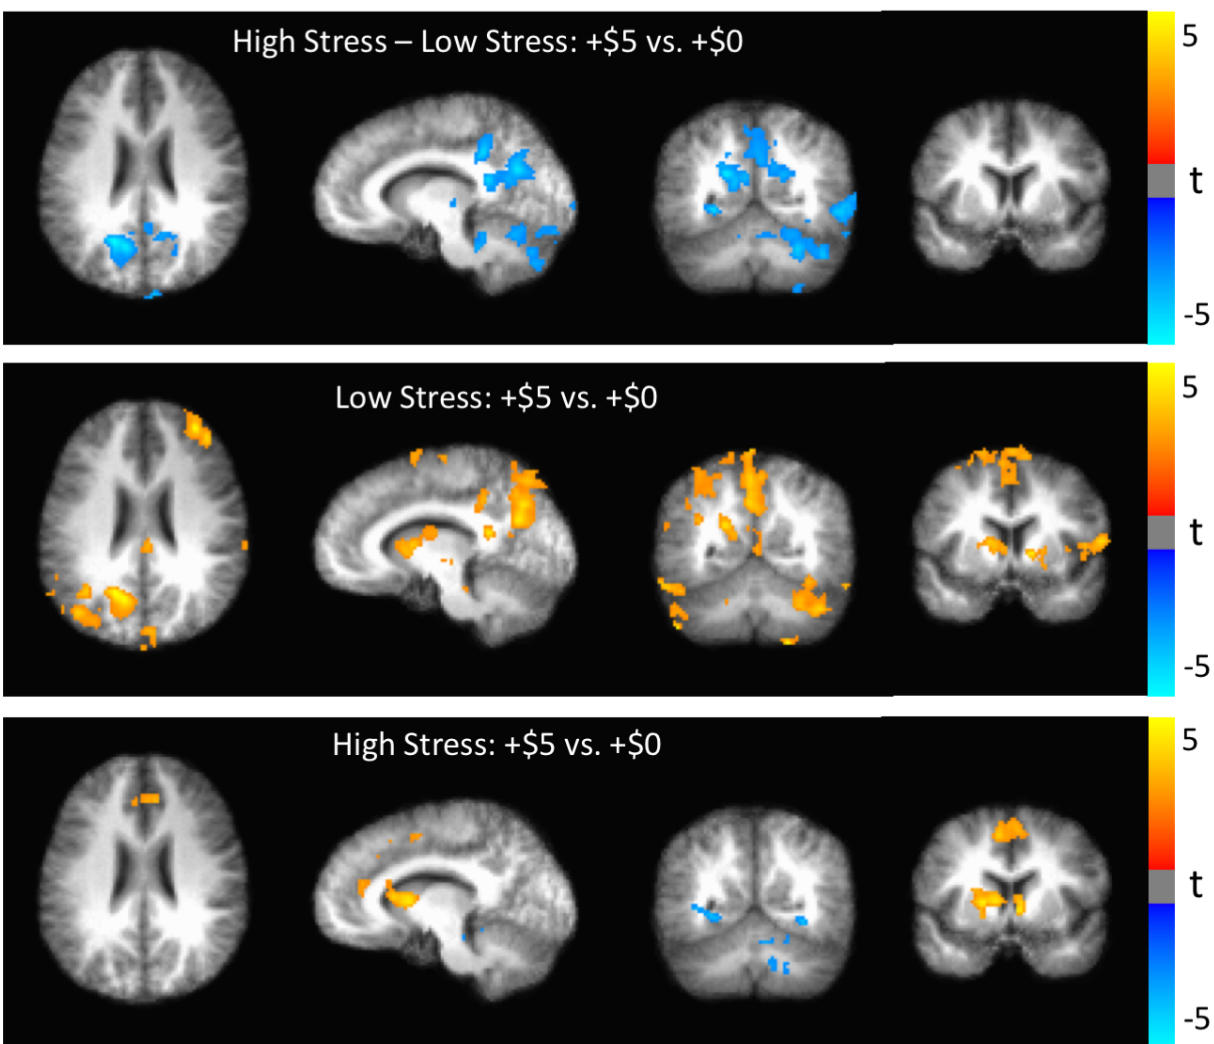 High Stress – Low Stress: +$5 vs. +$0
5
t
-5
Low Stress: +$5 vs. +$0
5
t
-5
High Stress: +$5 vs. +$0
5
t
-5